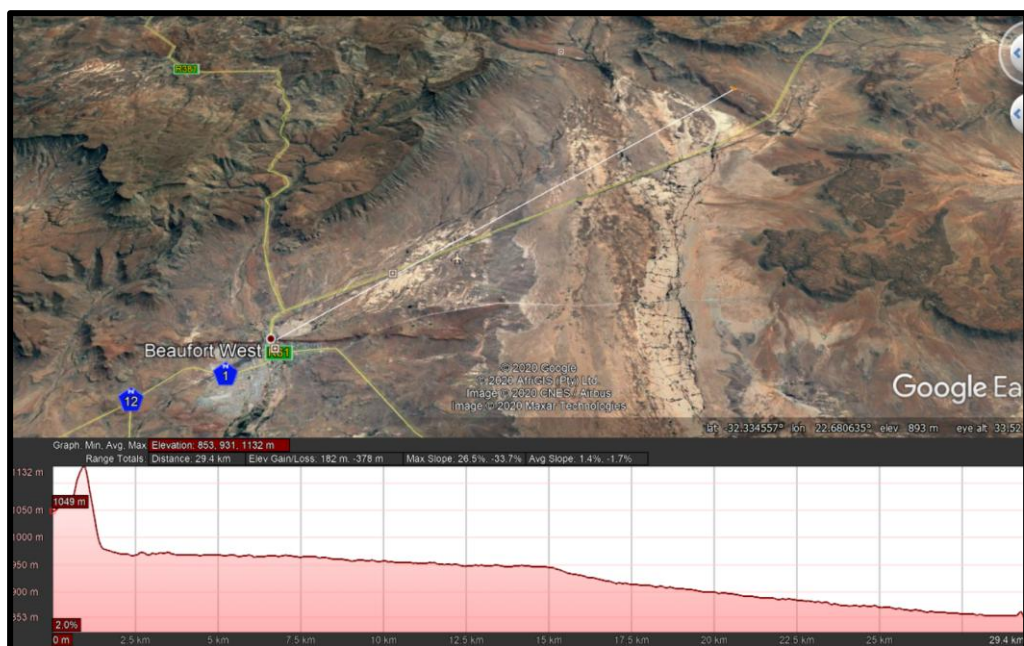 R381
Beaufort West N61
1
12
© 2020 Google
© 2020 AfriGIS (Pty) Ltd.
Image © 2020 CNES / Airbus
Image © 2020 Maxar Technologies
Google Ea
lat -32.334557° lon 22.680635° elev 893 m eye alt 33.52
Graph: Min, Avg, Max Elevation: 853, 931, 1132 m
Range Totals: Distance: 29.4 km Elev Gain/Loss: 182 m, -378 m Max Slope: 26.5%, -33.7% Avg Slope: 1.4%, -1.7%
1132 m
1049 m
1050 m
1000 m
950 m
900 m
853 m
2.0%
0 m 2.5 km 5 km 7.5 km 10 km 12.5 km 15 km 17.5 km 20 km 22.5 km 25 km 29.4 km